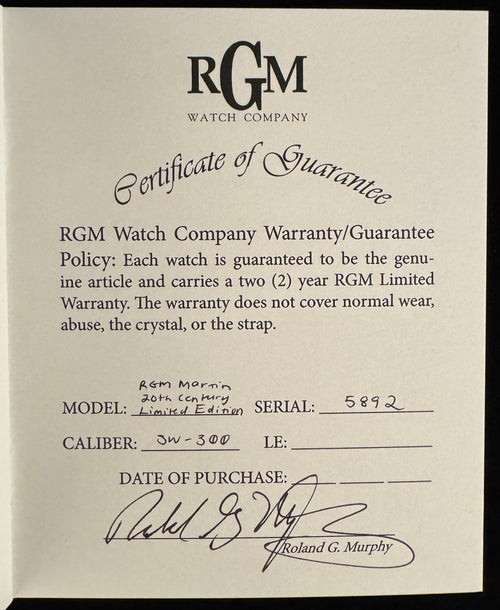 RGM
WATCH COMPANY
Certificate of Guarantee
RGM Watch Company Warranty/Guarantee
Policy: Each watch is guaranteed to be the genu-
ine article and carries a two (2) year RGM Limited
Warranty. The warranty does not cover normal wear,
abuse, the crystal, or the strap.
RGM Martin
20th Century
MODEL: Limited Edition SERIAL: 5892
CALIBER: SW-300 LE:
DATE OF PURCHASE:
Roland G. Murphy